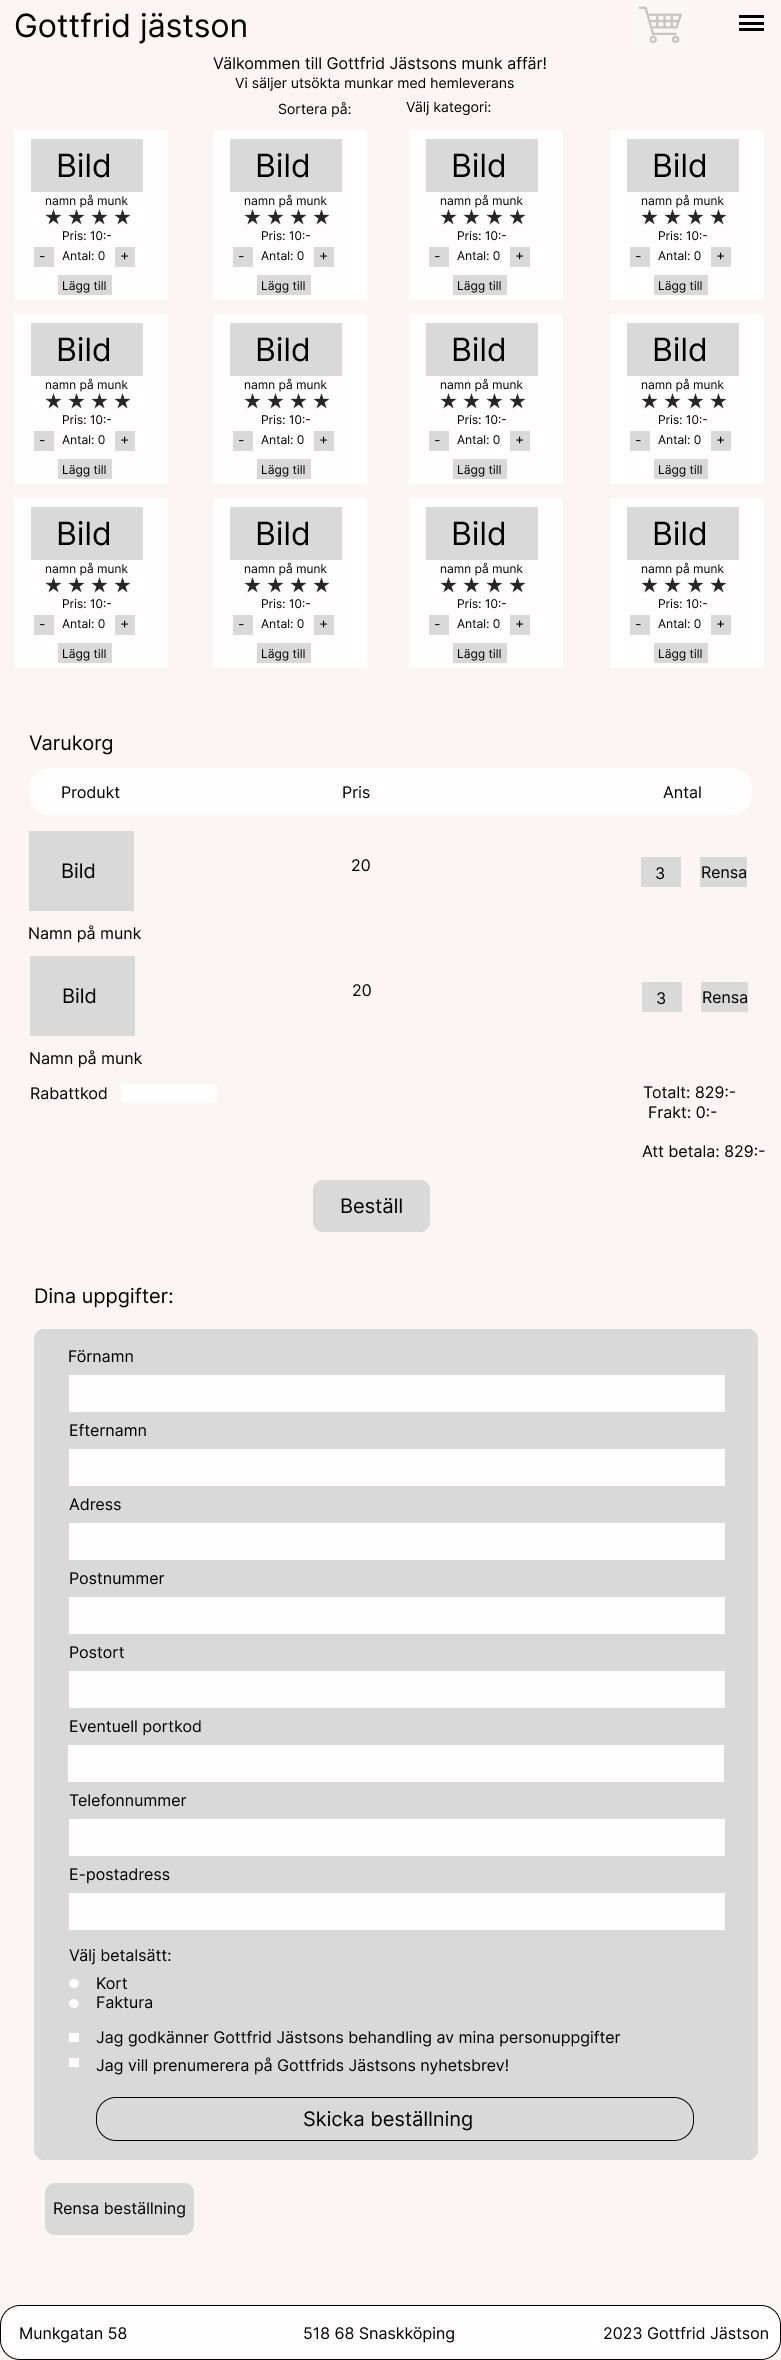 Gottfrid jästson
Välkommen till Gottfrid Jästsons munk affär!
Vi säljer utsökta munkar med hemleverans
Sortera på: Välj kategori:
Bild Bild Bild Bild
namn på munk namn på munk namn på munk namn på munk
★ ★ ★ ★ ★ ★ ★ ★ ★ ★ ★ ★ ★ ★ ★ ★
Pris: 10:- Pris: 10:- Pris: 10:- Pris: 10:-
- Antal: 0 + - Antal: 0 + - Antal: 0 + - Antal: 0 +
Lägg till Lägg till Lägg till Lägg till
Bild Bild Bild Bild
namn på munk namn på munk namn på munk namn på munk
★ ★ ★ ★ ★ ★ ★ ★ ★ ★ ★ ★ ★ ★ ★ ★
Pris: 10:- Pris: 10:- Pris: 10:- Pris: 10:-
- Antal: 0 + - Antal: 0 + - Antal: 0 + - Antal: 0 +
Lägg till Lägg till Lägg till Lägg till
Bild Bild Bild Bild
namn på munk namn på munk namn på munk namn på munk
★ ★ ★ ★ ★ ★ ★ ★ ★ ★ ★ ★ ★ ★ ★ ★
Pris: 10:- Pris: 10:- Pris: 10:- Pris: 10:-
- Antal: 0 + - Antal: 0 + - Antal: 0 + - Antal: 0 +
Lägg till Lägg till Lägg till Lägg till
Varukorg
Produkt Pris Antal
Bild 20 3 Rensa
Namn på munk
Bild 20 3 Rensa
Namn på munk
Rabattkod Totalt: 829:-
Frakt: 0:-
Att betala: 829:-
Beställ
Dina uppgifter:
Förnamn
Efternamn
Adress
Postnummer
Postort
Eventuell portkod
Telefonnummer
E-postadress
Välj betalsätt:
Kort
Faktura
Jag godkänner Gottfrid Jästsons behandling av mina personuppgifter
Jag vill prenumerera på Gottfrids Jästsons nyhetsbrev!
Skicka beställning
Rensa beställning
Munkgatan 58 518 68 Snaskköping 2023 Gottfrid Jästson